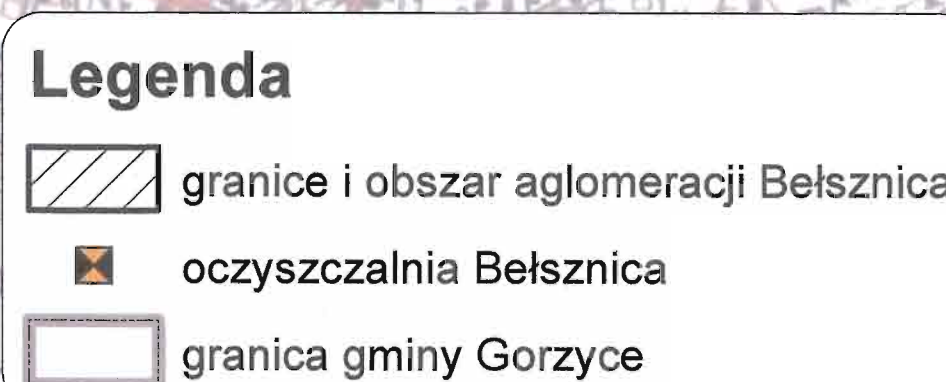 Legenda
granice i obszar aglomeracji Bełsznica
oczyszczalnia Bełsznica
granica gminy Gorzyce